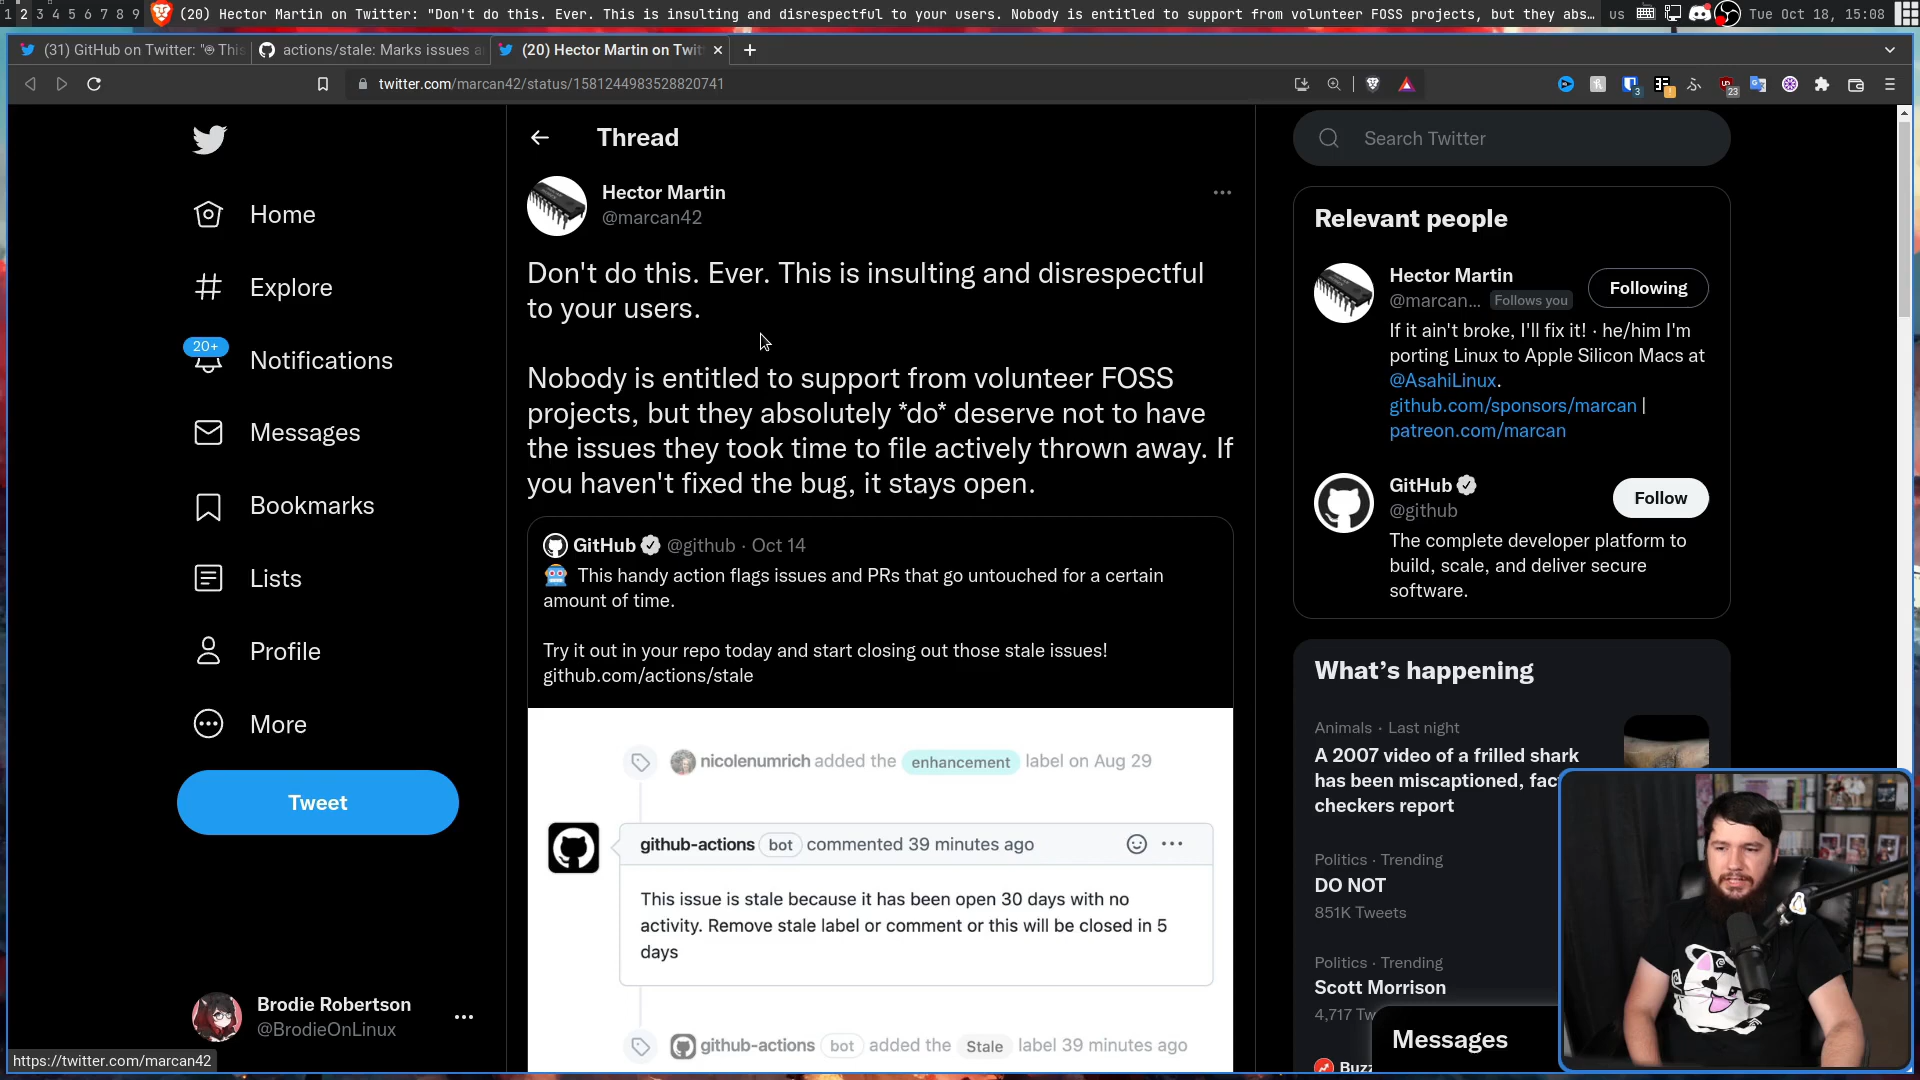 1 2 3 4 5 6 7 8 9 (20) Hector Martin on Twitter: "Don't do this. Ever. This is insulting and disrespectful to your users. Nobody is entitled to support from volunteer FOSS projects, but they abs... us Tue Oct 18, 15:08
(31) GitHub on Twitter: " This
actions/stale: Marks issues a
(20) Hector Martin on Twit
twitter.com/marcan42/status/1581244983528820741
3
23
Home
Explore
20+
Notifications
Messages
Bookmarks
Lists
Profile
More
Tweet
Brodie Robertson
@BrodieOnLinux
https://twitter.com/marcan42
Thread
Hector Martin
@marcan42
Don't do this. Ever. This is insulting and disrespectful
to your users.
Nobody is entitled to support from volunteer FOSS
projects, but they absolutely *do* deserve not to have
the issues they took time to file actively thrown away. If
you haven't fixed the bug, it stays open.
GitHub @github · Oct 14
This handy action flags issues and PRs that go untouched for a certain
amount of time.
Try it out in your repo today and start closing out those stale issues!
github.com/actions/stale
nicolenumrich added the enhancement label on Aug 29
github-actions bot commented 39 minutes ago
This issue is stale because it has been open 30 days with no
activity. Remove stale label or comment or this will be closed in 5
days
github-actions bot added the Stale label 39 minutes ago
Search Twitter
Relevant people
Hector Martin
@marcan... Follows you
Following
If it ain't broke, I'll fix it! · he/him I'm
porting Linux to Apple Silicon Macs at
@AsahiLinux.
github.com/sponsors/marcan |
patreon.com/marcan
GitHub
@github
Follow
The complete developer platform to
build, scale, and deliver secure
software.
What's happening
Animals · Last night
A 2007 video of a frilled shark
has been miscaptioned, fac
checkers report
Politics · Trending
DO NOT
851K Tweets
Politics · Trending
Scott Morrison
4,717 Tw
Messages
Buzz